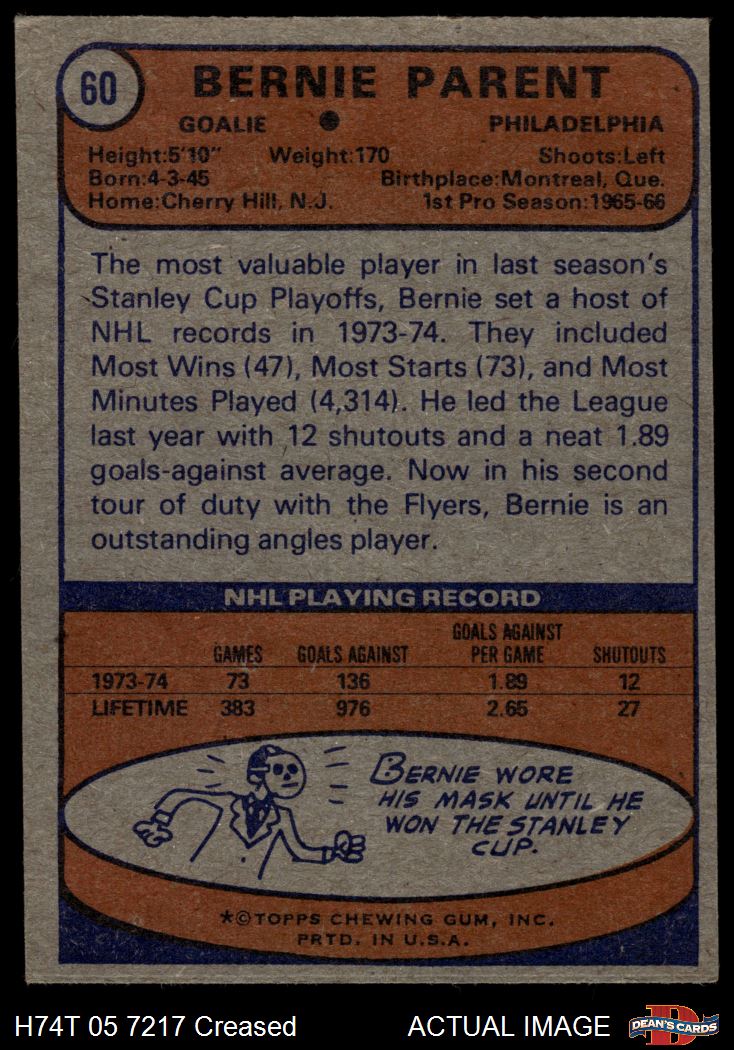 60
BERNIE PARENT
GOALIE ● PHILADELPHIA
Height:5'10" Weight:170 Shoots:Left
Born:4-3-45 Birthplace:Montreal, Que.
Home:Cherry Hill, N.J. 1st Pro Season:1965-66
The most valuable player in last season's
Stanley Cup Playoffs, Bernie set a host of
NHL records in 1973-74. They included
Most Wins (47), Most Starts (73), and Most
Minutes Played (4,314). He led the League
last year with 12 shutouts and a neat 1.89
goals-against average. Now in his second
tour of duty with the Flyers, Bernie is an
outstanding angles player.
NHL PLAYING RECORD
GAMES GOALS AGAINST GOALS AGAINST PER GAME SHUTOUTS
1973-74 73 136 1.89 12
LIFETIME 383 976 2.65 27
BERNIE WORE
HIS MASK UNTIL HE
WON THE STANLEY
CUP.
*©TOPPS CHEWING GUM, INC.
PRTD. IN U.S.A.
H74T 05 7217 Creased ACTUAL IMAGE D DEAN'S CARDS